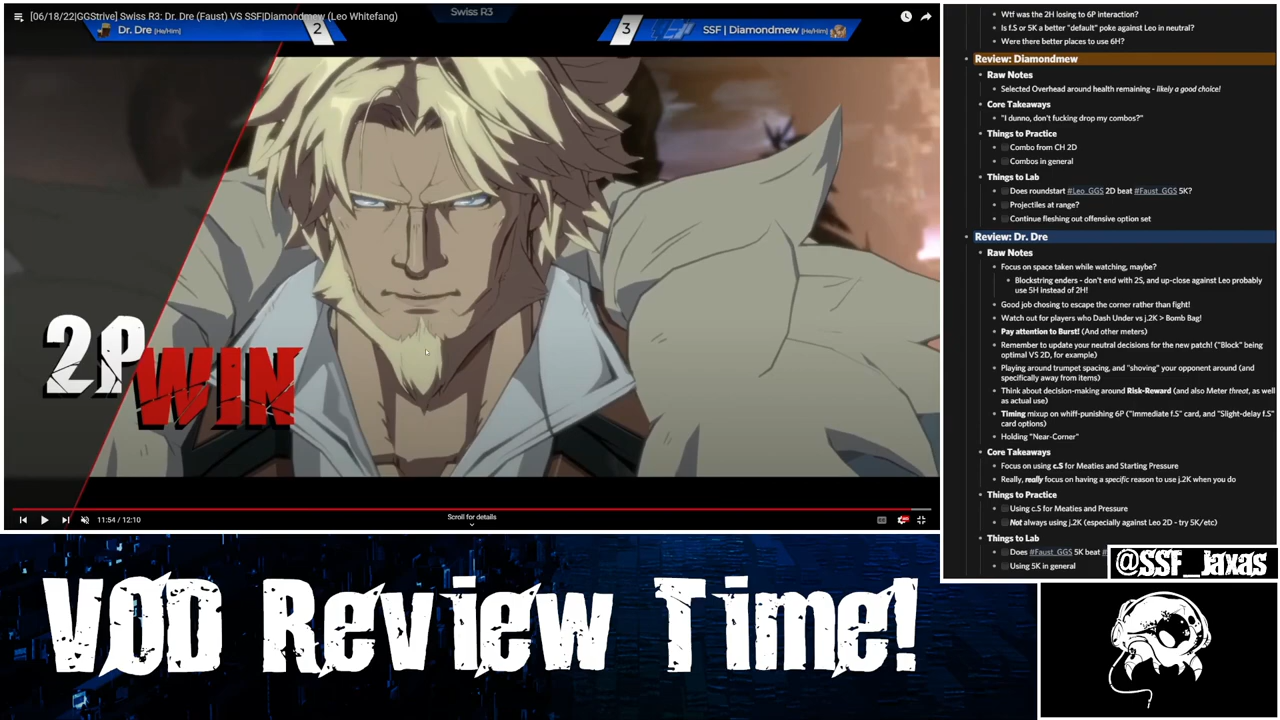 [06/18/22|GGStrive] Swiss R3: Dr. Dre (Faust) VS SSF|Diamondmew (Leo Whitefang)
Swiss R3
Dr. Dre [He/Him]
2
3
SSF | Diamondmew [He/Him]
2P WIN
11:54 / 12:10
Scroll for details
Wtf was the 2H losing to 6P interaction?
Is f.S or 5K a better "default" poke against Leo in neutral?
Were there better places to use 6H?
Review: Diamondmew
Raw Notes
Selected Overhead around health remaining - likely a good choice!
Core Takeaways
"I dunno, don't fucking drop my combos?"
Things to Practice
Combo from CH 2D
Combos in general
Things to Lab
Does roundstart #Leo_GGS 2D beat #Faust_GGS 5K?
Projectiles at range?
Continue fleshing out offensive option set
Review: Dr. Dre
Raw Notes
Focus on space taken while watching, maybe?
Blockstring enders - don't end with 2S, and up-close against Leo probably
use 5H instead of 2H!
Good job chosing to escape the corner rather than fight!
Watch out for players who Dash Under vs j.2K > Bomb Bag!
Pay attention to Burst! (And other meters)
Remember to update your neutral decisions for the new patch! ("Block" being
optimal VS 2D, for example)
Playing around trumpet spacing, and "shoving" your opponent around (and
specifically away from items)
Think about decision-making around Risk-Reward (and also Meter threat, as well
as actual use)
Timing mixup on whiff-punishing 6P ("Immediate f.S" card, and "Slight-delay f.S"
card options)
Holding "Near-Corner"
Core Takeaways
Focus on using c.S for Meaties and Starting Pressure
Really, really focus on having a specific reason to use j.2K when you do
Things to Practice
Using c.S for Meaties and Pressure
Not always using j.2K (especially against Leo 2D - try 5K/etc)
Things to Lab
Does #Faust_GGS 5K beat #
Using 5K in general
@SSF_Jaxas
VOD Review Time!